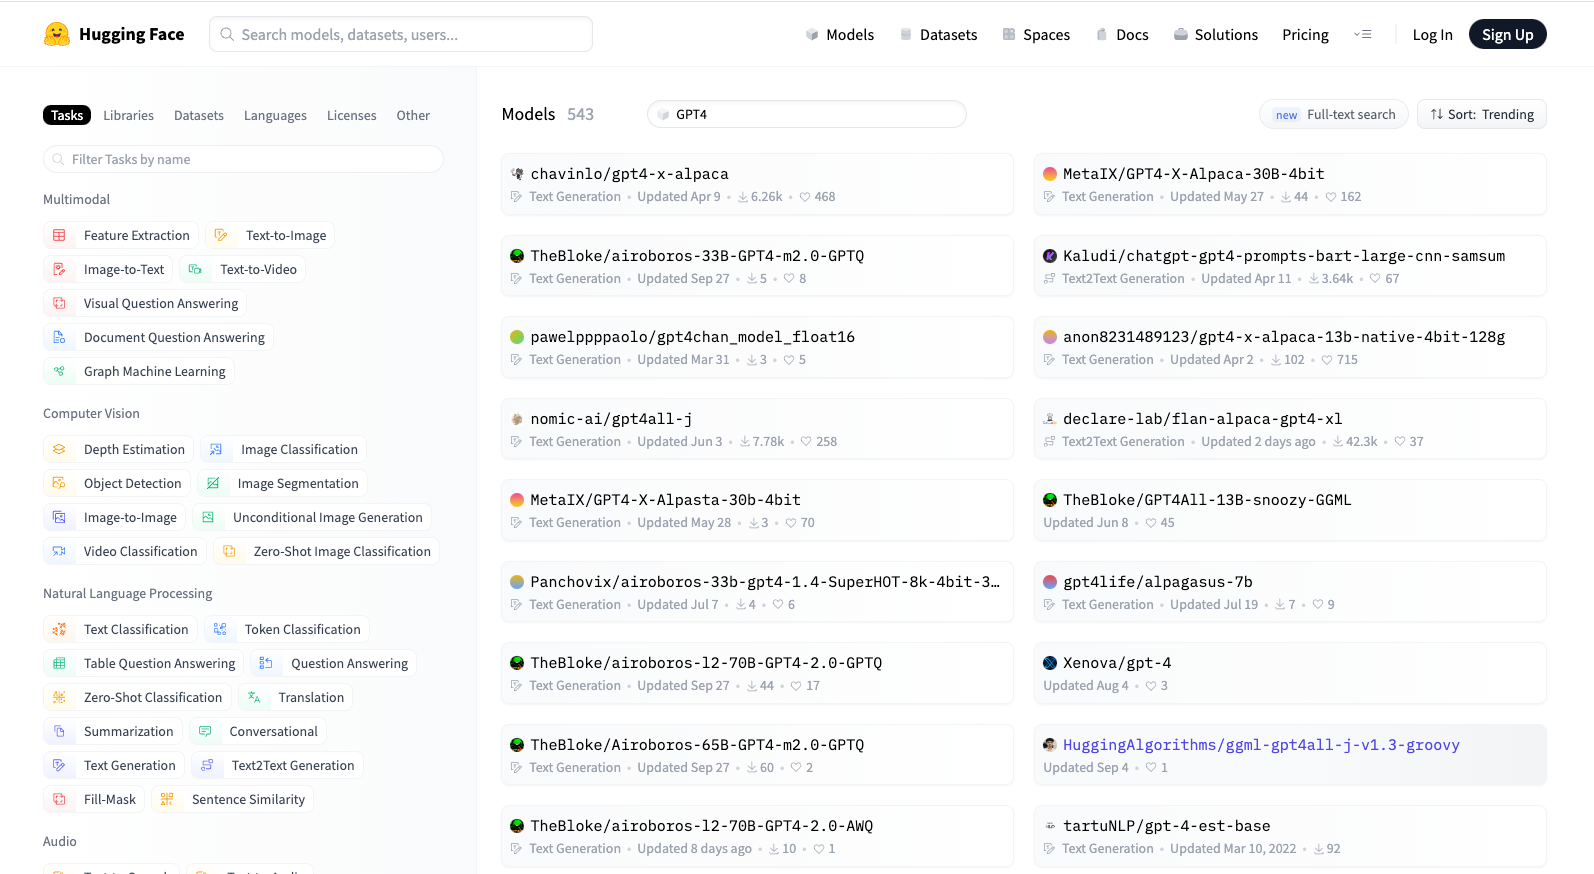 Hugging Face
Search models, datasets, users...
Models
Datasets
Spaces
Docs
Solutions
Pricing
Log In
Sign Up
Tasks
Libraries
Datasets
Languages
Licenses
Other
Filter Tasks by name
Multimodal
Feature Extraction
Text-to-Image
Image-to-Text
Text-to-Video
Visual Question Answering
Document Question Answering
Graph Machine Learning
Computer Vision
Depth Estimation
Image Classification
Object Detection
Image Segmentation
Image-to-Image
Unconditional Image Generation
Video Classification
Zero-Shot Image Classification
Natural Language Processing
Text Classification
Token Classification
Table Question Answering
Question Answering
Zero-Shot Classification
Translation
Summarization
Conversational
Text Generation
Text2Text Generation
Fill-Mask
Sentence Similarity
Audio
Models 543
GPT4
new Full-text search
Sort: Trending
chavinlo/gpt4-x-alpaca
Text Generation • Updated Apr 9 • 6.26k • 468
MetaIX/GPT4-X-Alpaca-30B-4bit
Text Generation • Updated May 27 • 44 • 162
TheBloke/airoboros-33B-GPT4-m2.0-GPTQ
Text Generation • Updated Sep 27 • 5 • 8
Kaludi/chatgpt-gpt4-prompts-bart-large-cnn-samsum
Text2Text Generation • Updated Apr 11 • 3.64k • 67
pawelppppaolo/gpt4chan_model_float16
Text Generation • Updated Mar 31 • 3 • 5
anon8231489123/gpt4-x-alpaca-13b-native-4bit-128g
Text Generation • Updated Apr 2 • 102 • 715
nomic-ai/gpt4all-j
Text Generation • Updated Jun 3 • 7.78k • 258
declare-lab/flan-alpaca-gpt4-xl
Text2Text Generation • Updated 2 days ago • 42.3k • 37
MetaIX/GPT4-X-Alpasta-30b-4bit
Text Generation • Updated May 28 • 3 • 70
TheBloke/GPT4All-13B-snoozy-GGML
Updated Jun 8 • 45
Panchovix/airoboros-33b-gpt4-1.4-SuperHOT-8k-4bit-3…
Text Generation • Updated Jul 7 • 4 • 6
gpt4life/alpagasus-7b
Text Generation • Updated Jul 19 • 7 • 9
TheBloke/airoboros-l2-70B-GPT4-2.0-GPTQ
Text Generation • Updated Sep 27 • 44 • 17
Xenova/gpt-4
Updated Aug 4 • 3
TheBloke/Airoboros-65B-GPT4-m2.0-GPTQ
Text Generation • Updated Sep 27 • 60 • 2
HuggingAlgorithms/ggml-gpt4all-j-v1.3-groovy
Updated Sep 4 • 1
TheBloke/airoboros-l2-70B-GPT4-2.0-AWQ
Text Generation • Updated 8 days ago • 10 • 1
tartuNLP/gpt-4-est-base
Text Generation • Updated Mar 10, 2022 • 92